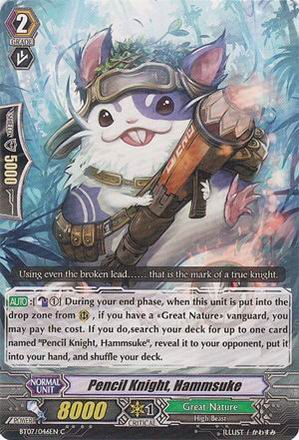 2
GRADE
5000
Using even the broken lead...... that is the mark of a true knight.
AUTO : [ (1)] During your end phase, when this unit is put into the
drop zone from , if you have a «Great Nature» vanguard, you
may pay the cost. If you do,search your deck for up to one card
named "Pencil Knight, Hammsuke", reveal it to your opponent, put it
into your hand, and shuffle your deck.
NORMAL
UNIT
Pencil Knight, Hammsuke
POWER
8000
CRITICAL
1
Great Nature
High Beast
BT07/046EN C
ILLUST / かわすみ